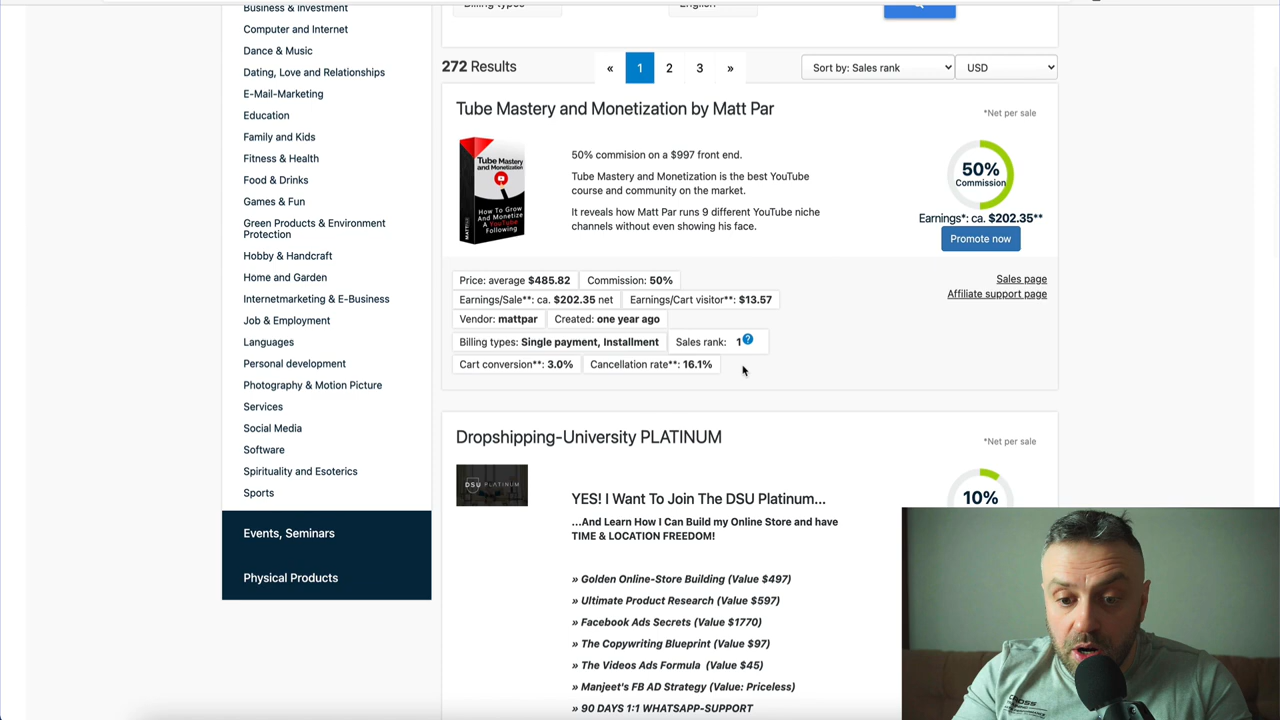 Business & Investment
Computer and Internet
Dance & Music
Dating, Love and Relationships
E-Mail-Marketing
Education
Family and Kids
Fitness & Health
Food & Drinks
Games & Fun
Green Products & Environment
Protection
Hobby & Handcraft
Home and Garden
Internetmarketing & E-Business
Job & Employment
Languages
Personal development
Photography & Motion Picture
Services
Social Media
Software
Spirituality and Esoterics
Sports
Events, Seminars
Physical Products
Billing types
English
272 Results
« 1 2 3 »
Sort by: Sales rank
USD
Tube Mastery and Monetization by Matt Par
*Net per sale
Tube Mastery
and Monetization
How To Grow
And Monetize
A YouTube
Following
MATT PAR
50% commision on a $997 front end.
Tube Mastery and Monetization is the best YouTube
course and community on the market.
It reveals how Matt Par runs 9 different YouTube niche
channels without even showing his face.
50%
Commission
Earnings*: ca. $202.35**
Promote now
Price: average $485.82
Commission: 50%
Earnings/Sale**: ca. $202.35 net
Earnings/Cart visitor**: $13.57
Vendor: mattpar
Created: one year ago
Billing types: Single payment, Installment
Sales rank: 1 ?
Cart conversion**: 3.0%
Cancellation rate**: 16.1%
Sales page
Affiliate support page
Dropshipping-University PLATINUM
*Net per sale
DSU PLATINUM
YES! I Want To Join The DSU Platinum...
...And Learn How I Can Build my Online Store and have
TIME & LOCATION FREEDOM!
» Golden Online-Store Building (Value $497)
» Ultimate Product Research (Value $597)
» Facebook Ads Secrets (Value $1770)
» The Copywriting Blueprint (Value $97)
» The Videos Ads Formula (Value $45)
» Manjeet's FB AD Strategy (Value: Priceless)
» 90 DAYS 1:1 WHATSAPP-SUPPORT
10%